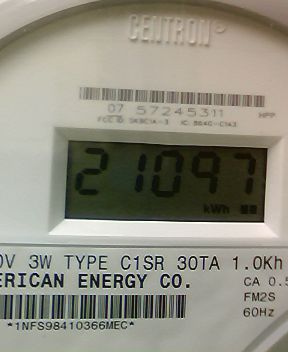 CENTRON
07 57245311 HPP
FCC ID SK9C1A-3 IC: 864G-C1A3
21097
kWh
0V 3W TYPE C1SR 30TA 1.0Kh
ERICAN ENERGY CO.
CA 0.5
FM2S
60Hz
*1NFS98410366MEC*